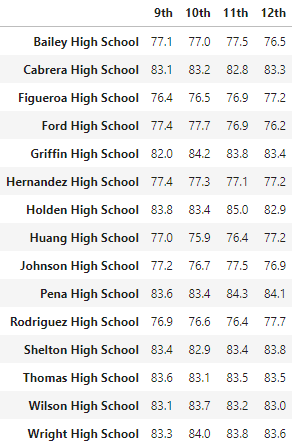 9th 10th 11th 12th
Bailey High School 77.1 77.0 77.5 76.5
Cabrera High School 83.1 83.2 82.8 83.3
Figueroa High School 76.4 76.5 76.9 77.2
Ford High School 77.4 77.7 76.9 76.2
Griffin High School 82.0 84.2 83.8 83.4
Hernandez High School 77.4 77.3 77.1 77.2
Holden High School 83.8 83.4 85.0 82.9
Huang High School 77.0 75.9 76.4 77.2
Johnson High School 77.2 76.7 77.5 76.9
Pena High School 83.6 83.4 84.3 84.1
Rodriguez High School 76.9 76.6 76.4 77.7
Shelton High School 83.4 82.9 83.4 83.8
Thomas High School 83.6 83.1 83.5 83.5
Wilson High School 83.1 83.7 83.2 83.0
Wright High School 83.3 84.0 83.8 83.6